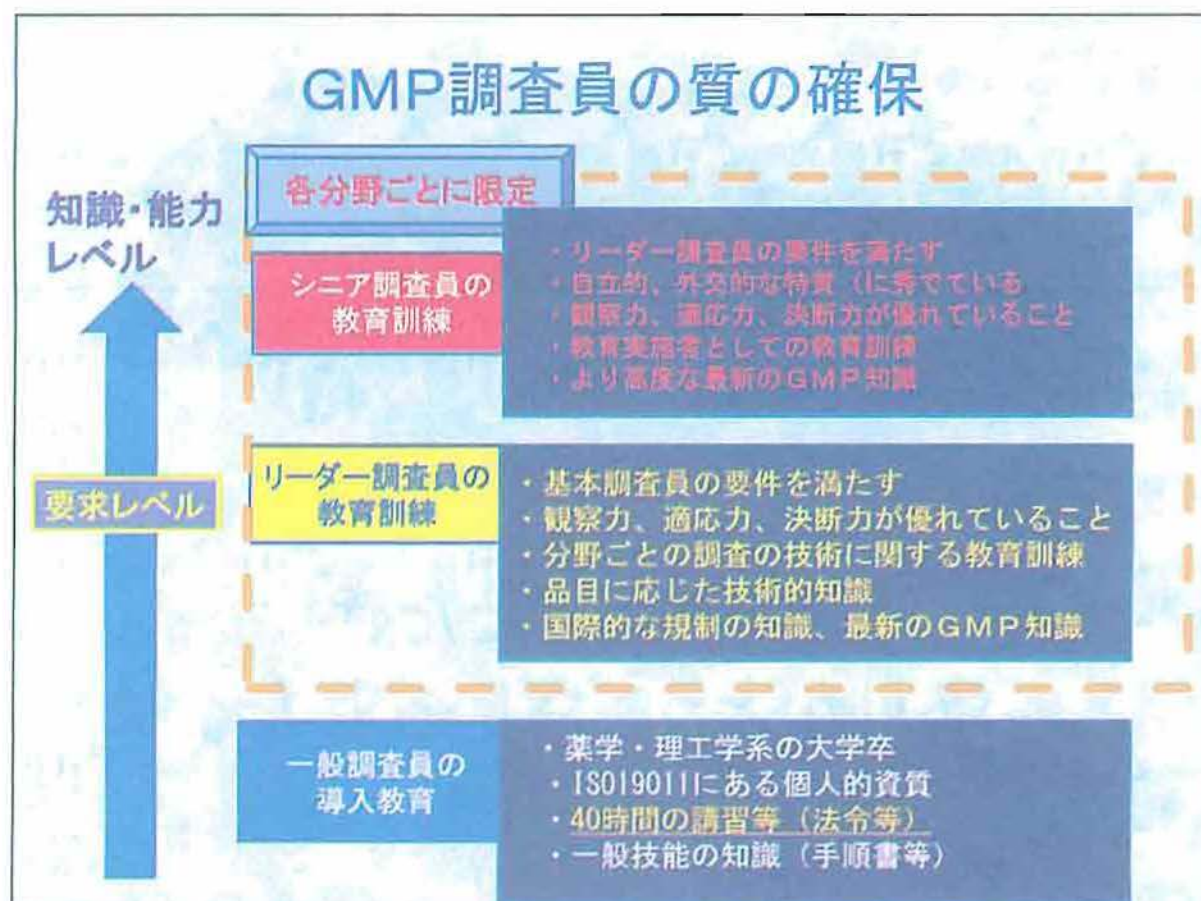 GMP調査員の質の確保
知識・能力
レベル
各分野ごとに限定
シニア調査員の
教育訓練
・リーダー調査員の要件を満たす
・自立的、外交的な特質(に秀でている
・観察力、適応力、決断力が優れていること
・教育実施者としての教育訓練
・より高度な最新のGMP知識
要求レベル
リーダー調査員の
教育訓練
・基本調査員の要件を満たす
・観察力、適応力、決断力が優れていること
・分野ごとの調査の技術に関する教育訓練
・品目に応じた技術的知識
・国際的な規制の知識、最新のGMP知識
一般調査員の
導入教育
・薬学・理工学系の大学卒
・ISO19011にある個人的資質
・40時間の講習等(法令等)
・一般技能の知識(手順書等)